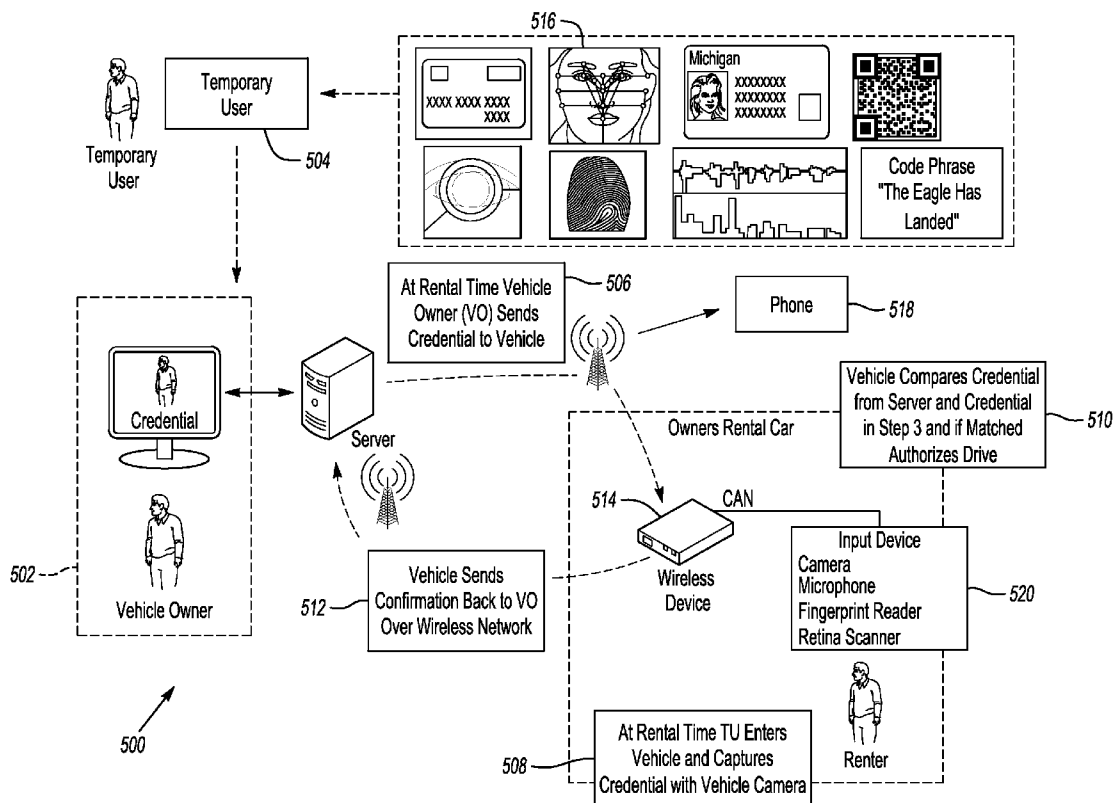 516
Temporary
User
504
Temporary
User
XXXX XXXX XXXX
XXXX
Michigan
XXXXXXXX
XXXXXXXX
XXXXXXXX
Code Phrase
"The Eagle Has
Landed"
At Rental Time Vehicle
Owner (VO) Sends
Credential to Vehicle
506
Phone
518
Credential
Server
Vehicle Owner
502
500
Vehicle Sends
Confirmation Back to VO
Over Wireless Network
512
Owners Rental Car
Vehicle Compares Credential
from Server and Credential
in Step 3 and if Matched
Authorizes Drive
510
514
CAN
Wireless
Device
Input Device
Camera
Microphone
Fingerprint Reader
Retina Scanner
520
Renter
508
At Rental Time TU Enters
Vehicle and Captures
Credential with Vehicle Camera